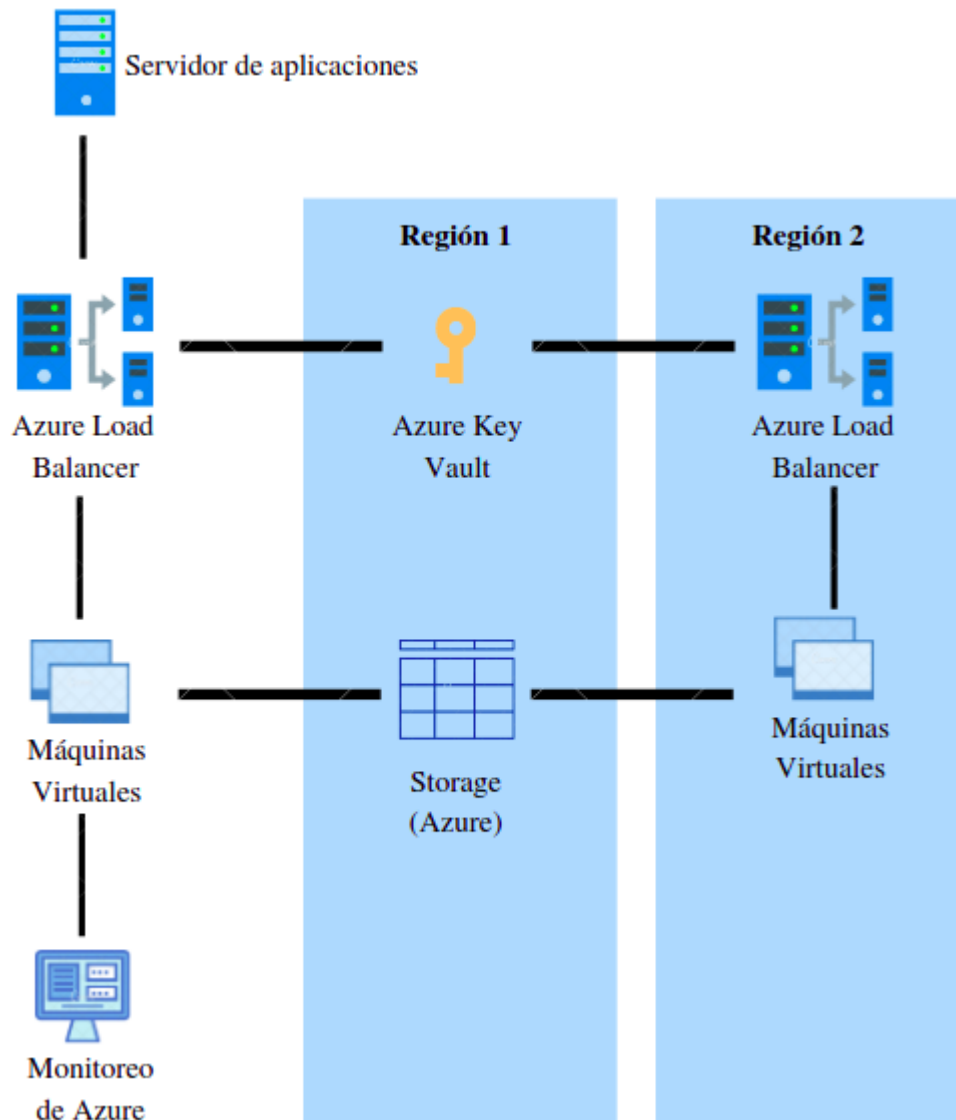 Servidor de aplicaciones
Región 1
Región 2
Azure Load
Balancer
Azure Key
Vault
Azure Load
Balancer
Máquinas
Virtuales
Storage
(Azure)
Máquinas
Virtuales
Monitoreo
de Azure